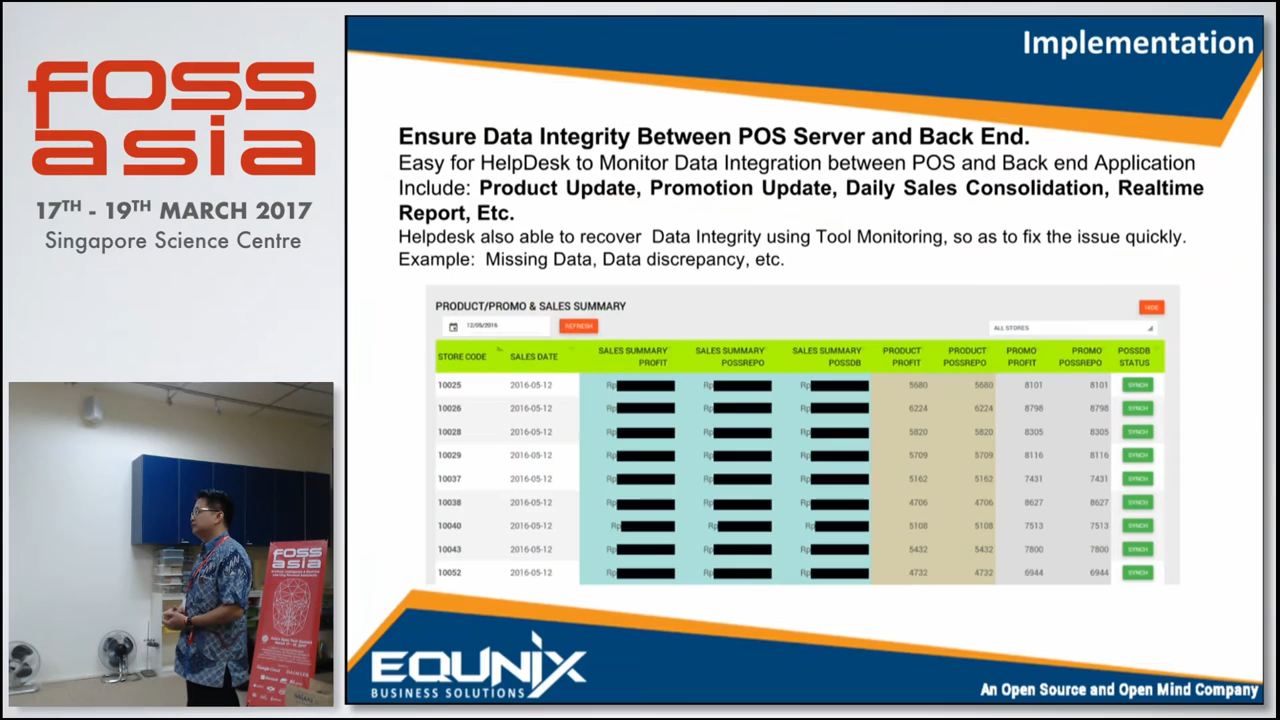 foss
asia
17TH - 19TH MARCH 2017
Singapore Science Centre
Implementation
Ensure Data Integrity Between POS Server and Back End.
Easy for HelpDesk to Monitor Data Integration between POS and Back end Application
Include: Product Update, Promotion Update, Daily Sales Consolidation, Realtime
Report, Etc.
Helpdesk also able to recover Data Integrity using Tool Monitoring, so as to fix the issue quickly.
Example: Missing Data, Data discrepancy, etc.
PRODUCT/PROMO & SALES SUMMARY
HIDE
12/05/2016
REFRESH
ALL STORES
STORE CODE SALES DATE SALES SUMMARY PROFIT SALES SUMMARY POSSREPO SALES SUMMARY POSSDB PRODUCT PROFIT PRODUCT POSSREPO PROMO PROFIT PROMO POSSREPO POSSDB STATUS
10025 2016-05-12 Rp Rp Rp 5680 5680 8101 8101 SYNCH
10026 2016-05-12 Rp Rp Rp 6224 6224 8798 8798 SYNCH
10028 2016-05-12 Rp Rp Rp 5820 5820 8305 8305 SYNCH
10029 2016-05-12 Rp Rp Rp 5709 5709 8116 8116 SYNCH
10037 2016-05-12 Rp Rp Rp 5162 5162 7431 7431 SYNCH
10038 2016-05-12 Rp Rp Rp 4706 4706 8627 8627 SYNCH
10040 2016-05-12 Rp Rp Rp 5108 5108 7513 7513 SYNCH
10043 2016-05-12 Rp Rp Rp 5432 5432 7800 7800 SYNCH
10052 2016-05-12 Rp Rp Rp 4732 4732 6944 6944 SYNCH
EQUNIX
BUSINESS SOLUTIONS
An Open Source and Open Mind Company
foss
asia